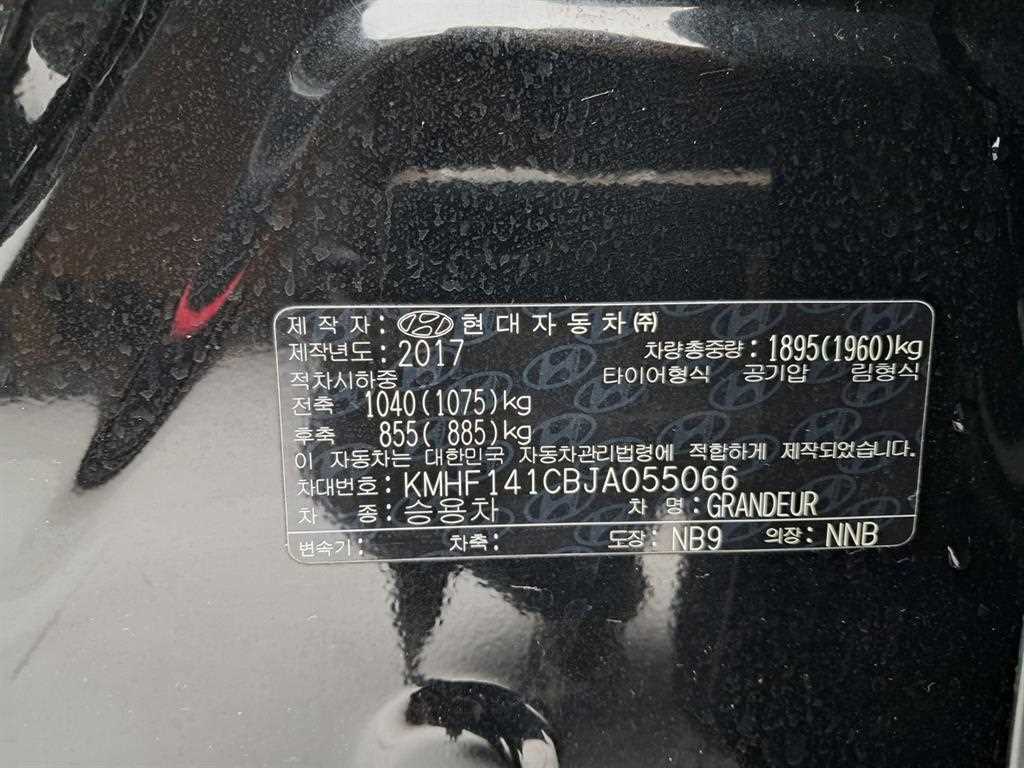 제 작 자 : 현대자동차㈜
제작년도 : 2017 차량총중량 : 1895(1960)kg
적차시하중 타이어형식 공기압 림형식
전축 1040(1075)kg
후축 855( 885)kg
이 자동차는 대한민국 자동차관리법령에 적합하게 제작되었습니다.
차대번호 : KMHF141CBJA055066
차 종 : 승용차 차 명 : GRANDEUR
변속기 : 차축 : 도장 : NB9 의장 : NNB